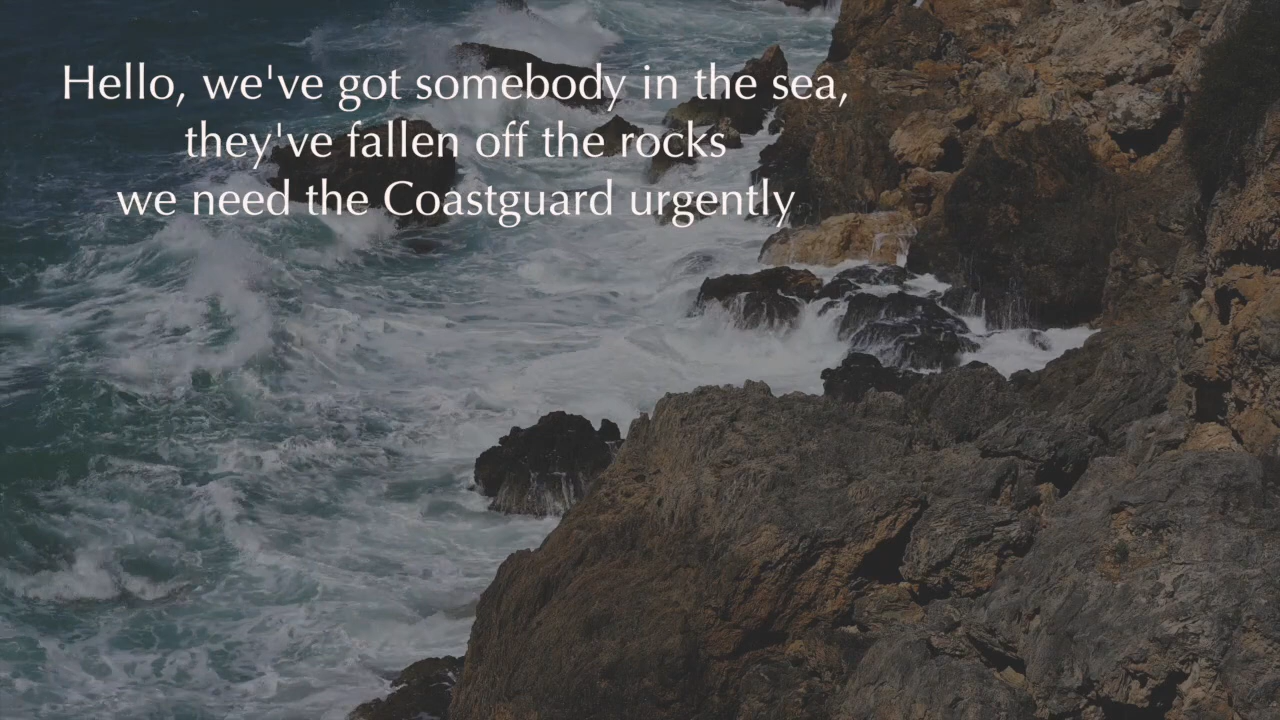 Hello, we've got somebody in the sea,
they've fallen off the rocks
we need the Coastguard urgently